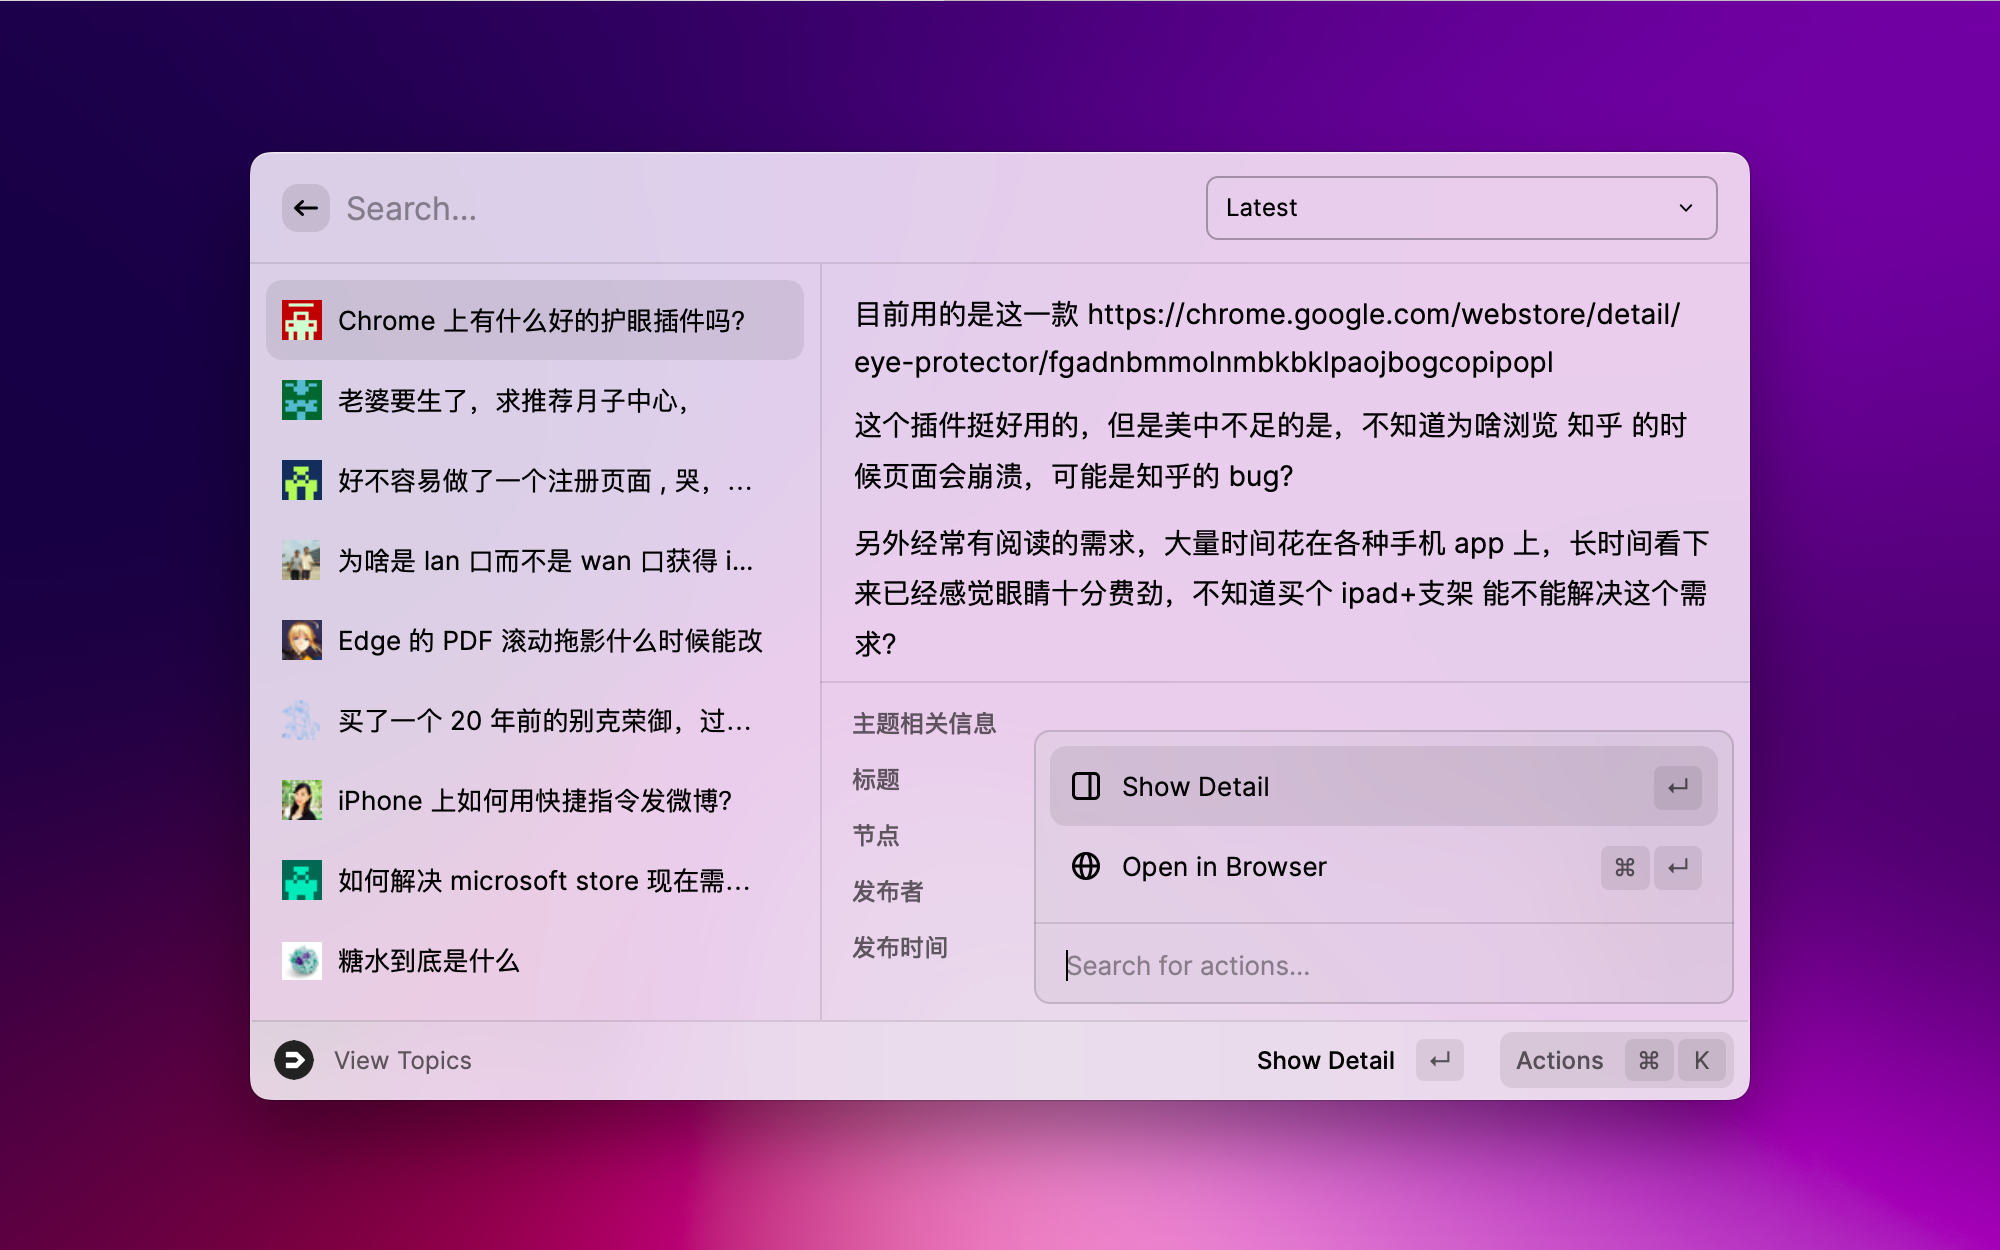 Search...
Latest
Chrome 上有什么好的护眼插件吗?
老婆要生了，求推荐月子中心，
好不容易做了一个注册页面 , 哭，...
为啥是 lan 口而不是 wan 口获得 i...
Edge 的 PDF 滚动拖影什么时候能改
买了一个 20 年前的别克荣御，过...
iPhone 上如何用快捷指令发微博?
如何解决 microsoft store 现在需...
糖水到底是什么
目前用的是这一款 https://chrome.google.com/webstore/detail/
eye-protector/fgadnbmmolnmbkbklpaojbogcopipopl
这个插件挺好用的，但是美中不足的是，不知道为啥浏览 知乎 的时
候页面会崩溃，可能是知乎的 bug?
另外经常有阅读的需求，大量时间花在各种手机 app 上，长时间看下
来已经感觉眼睛十分费劲，不知道买个 ipad+支架 能不能解决这个需
求?
主题相关信息
标题
节点
发布者
发布时间
Show Detail ↵
Open in Browser ⌘ ↵
Search for actions...
View Topics
Show Detail ↵
Actions ⌘ K